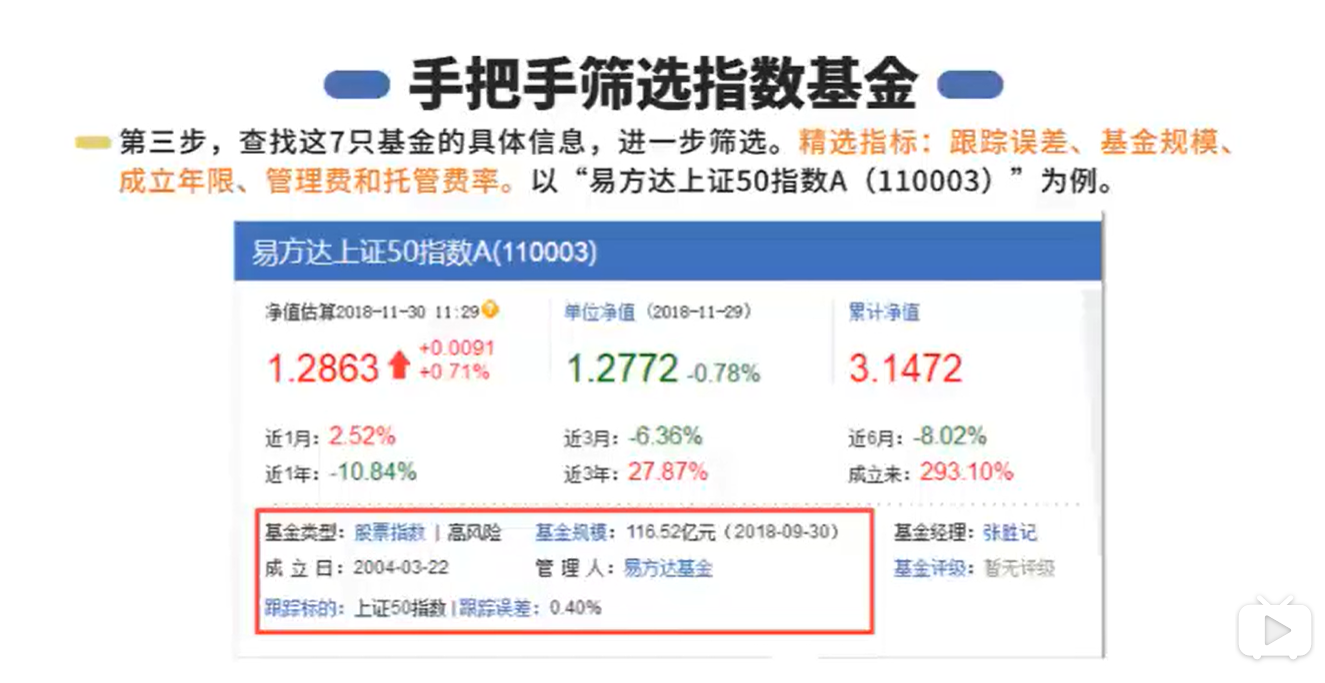 手把手筛选指数基金
第三步，查找这7只基金的具体信息，进一步筛选。精选指标：跟踪误差、基金规模、
成立年限、管理费和托管费率。以“易方达上证50指数A（110003）”为例。
易方达上证50指数A(110003)
净值估算2018-11-30 11:29 单位净值（2018-11-29） 累计净值
1.2863 +0.0091 +0.71% 1.2772 -0.78% 3.1472
近1月：2.52% 近3月：-6.36% 近6月：-8.02%
近1年：-10.84% 近3年：27.87% 成立来：293.10%
基金类型：股票指数 | 高风险 基金规模：116.52亿元（2018-09-30） 基金经理：张胜记
成 立 日：2004-03-22 管 理 人：易方达基金 基金评级：暂无评级
跟踪标的：上证50指数 | 跟踪误差：0.40%